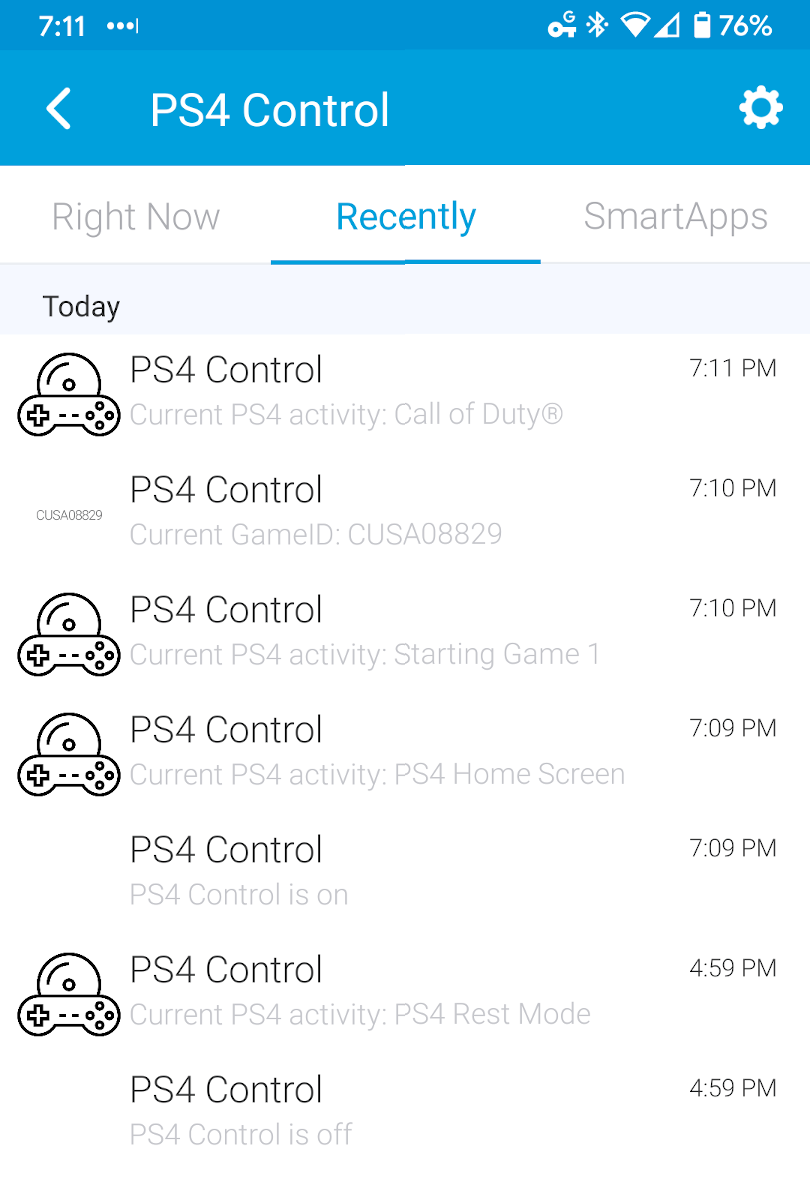 7:11
G
76%
PS4 Control
Right Now
Recently
SmartApps
Today
PS4 Control
7:11 PM
Current PS4 activity: Call of Duty®
CUSA08829
PS4 Control
7:10 PM
Current GameID: CUSA08829
PS4 Control
7:10 PM
Current PS4 activity: Starting Game 1
PS4 Control
7:09 PM
Current PS4 activity: PS4 Home Screen
PS4 Control
7:09 PM
PS4 Control is on
PS4 Control
4:59 PM
Current PS4 activity: PS4 Rest Mode
PS4 Control
4:59 PM
PS4 Control is off